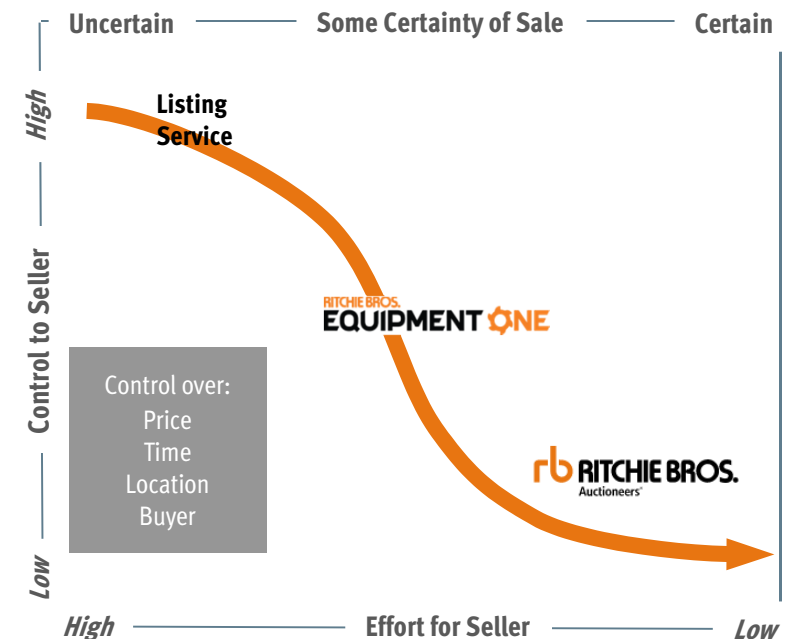 Uncertain
Some Certainty of Sale
Certain
High
Control to Seller
Low
Listing
Service
RITCHIE BROS.
EQUIPMENT ONE
Control over:
Price
Time
Location
Buyer
rb RITCHIE BROS.
Auctioneers
High
Effort for Seller
Low